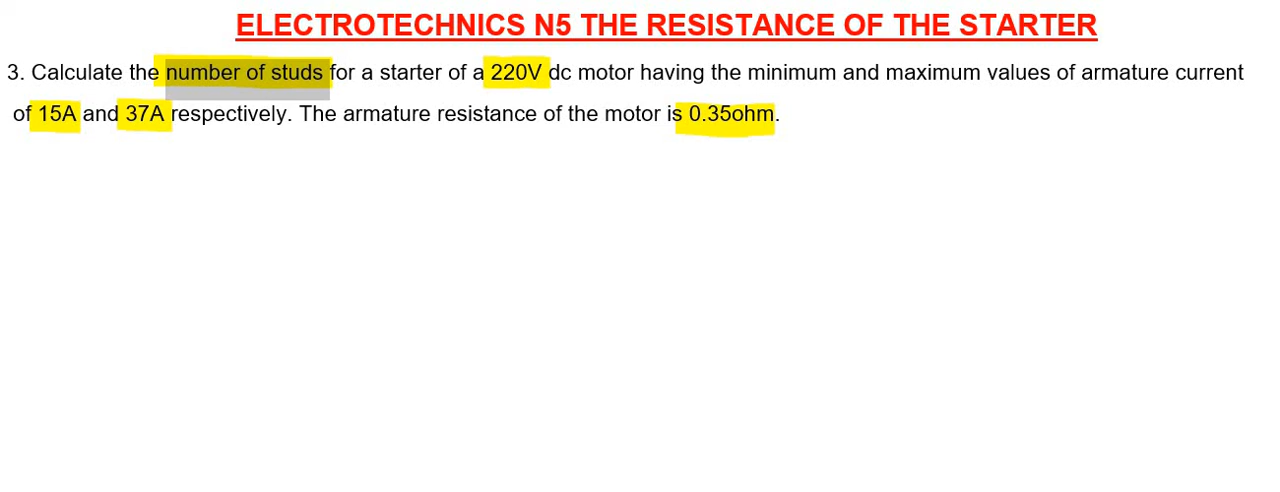 ELECTROTECHNICS N5 THE RESISTANCE OF THE STARTER
3. Calculate the number of studs for a starter of a 220V dc motor having the minimum and maximum values of armature current
of 15A and 37A respectively. The armature resistance of the motor is 0.35ohm.